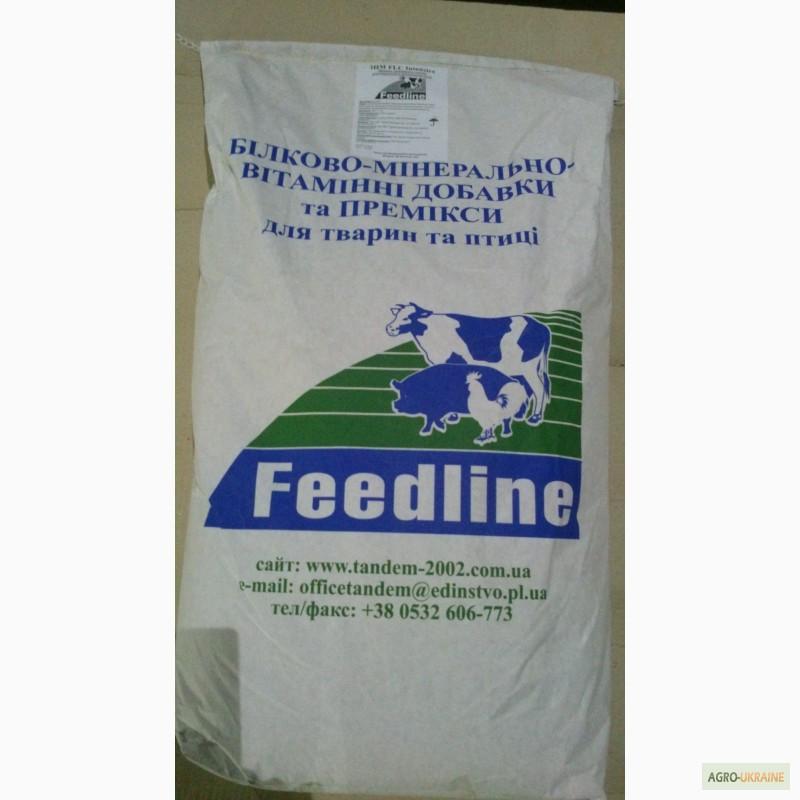 Feedline
БІЛКОВО-МІНЕРАЛЬНО-
ВІТАМІННІ ДОБАВКИ
та ПРЕМІКСИ
для тварин та птиці
Feedline
сайт: www.tandem-2002.com.ua
e-mail: officetandem@edinstvo.pl.ua
тел/факс: +38 0532 606-773
AGRO-UKRAINE